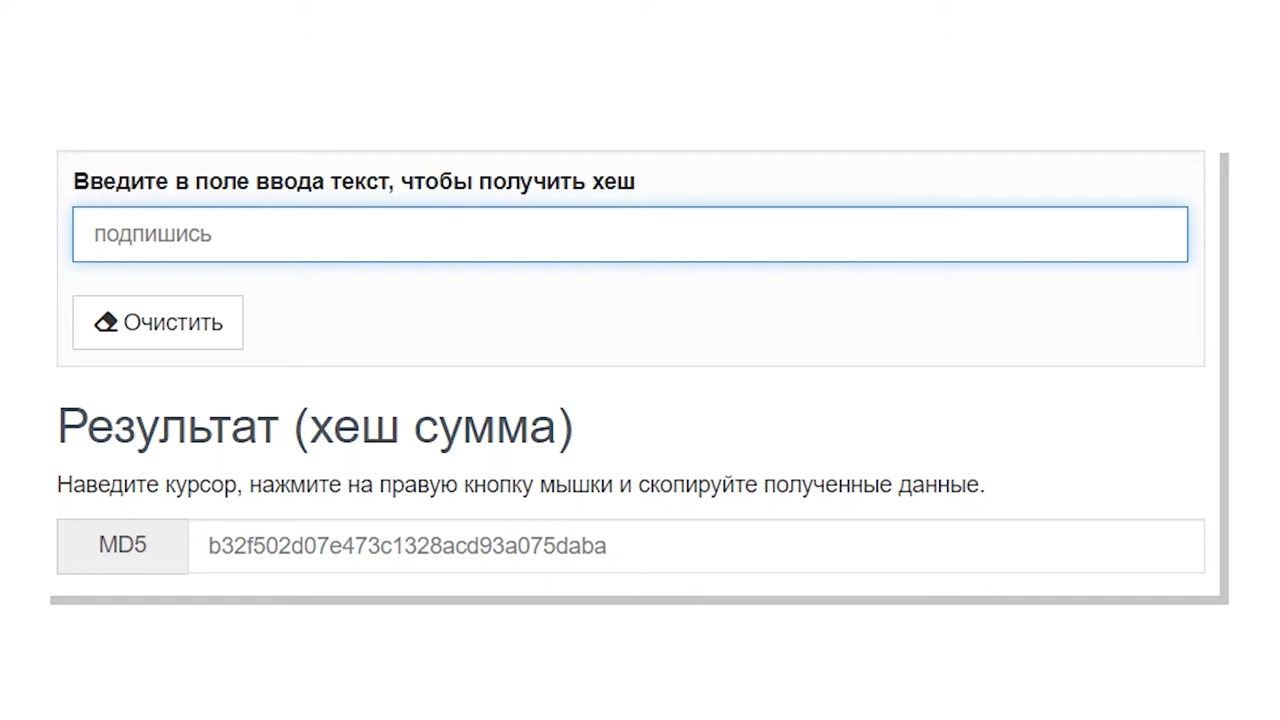 Введите в поле ввода текст, чтобы получить хеш
подпишись
Очистить
Результат (хеш сумма)
Наведите курсор, нажмите на правую кнопку мышки и скопируйте полученные данные.
MD5 b32f502d07e473c1328acd93a075daba